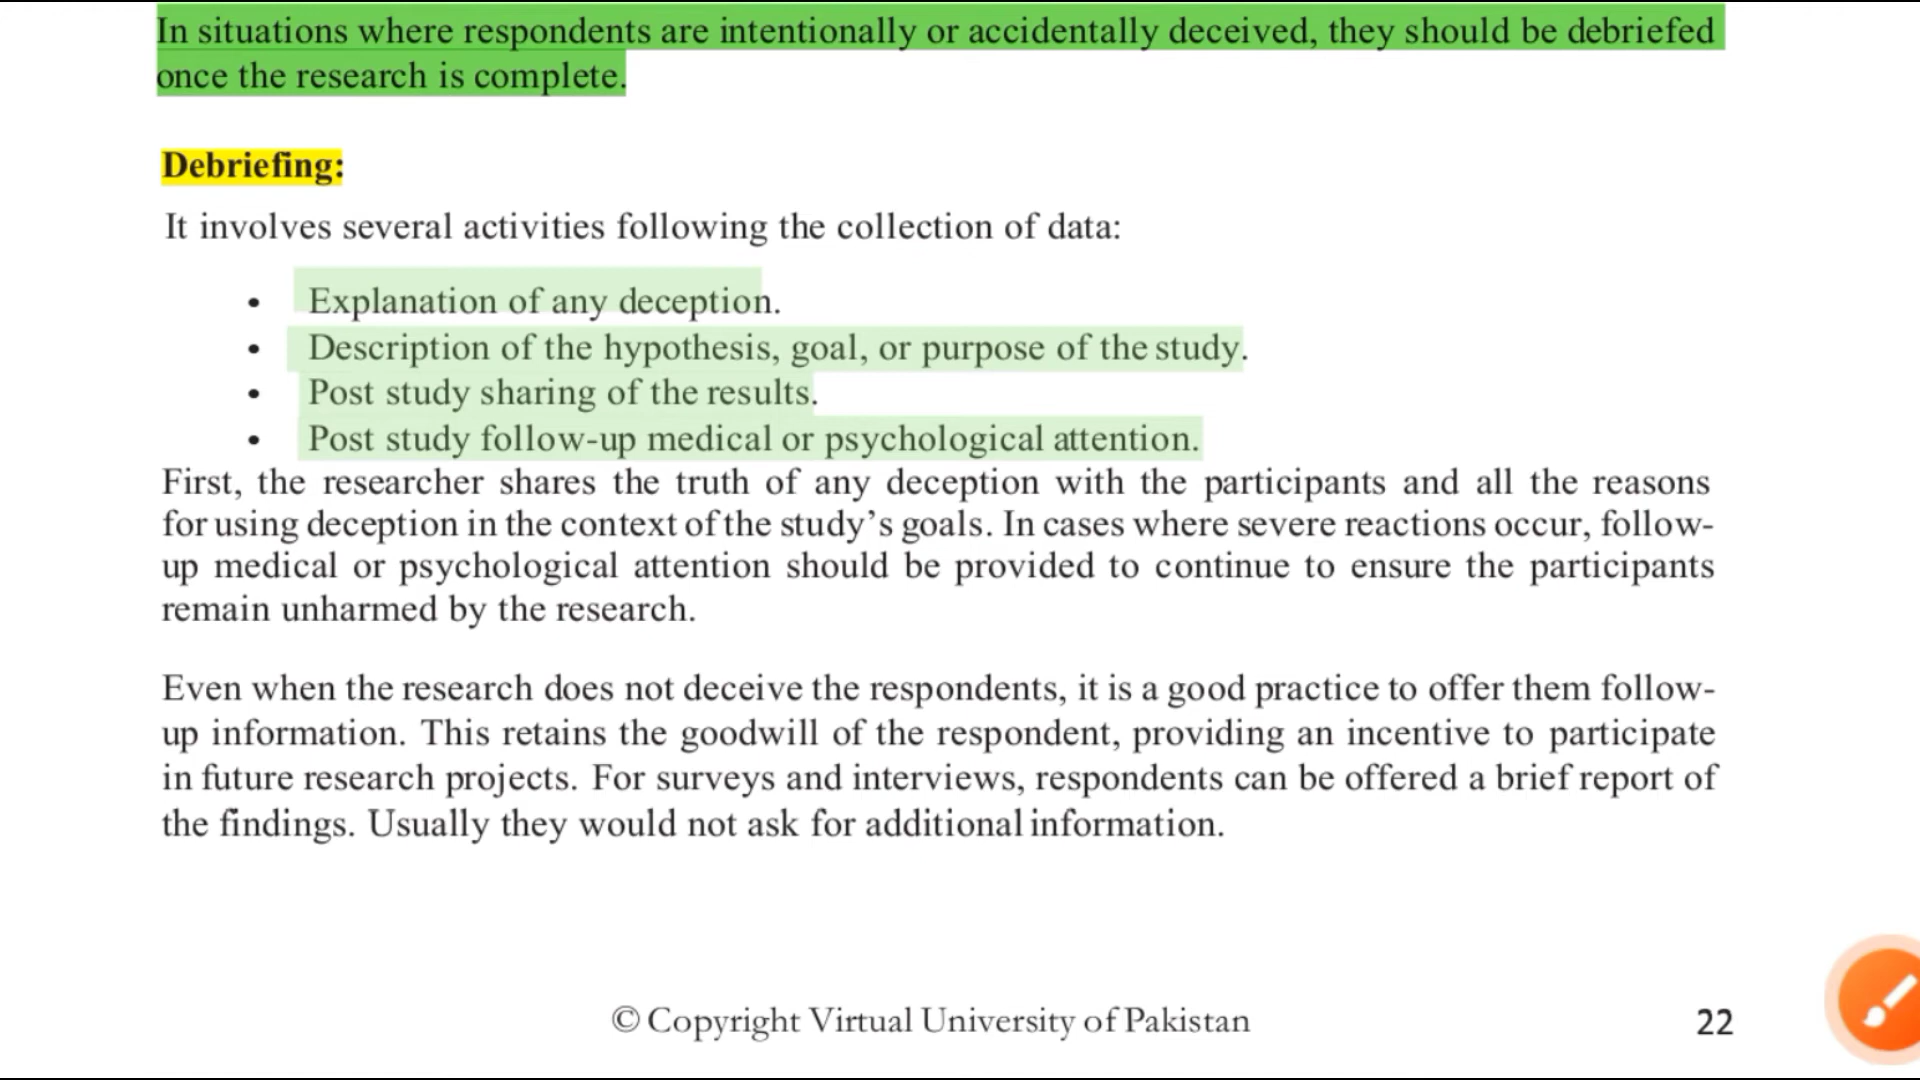 In situations where respondents are intentionally or accidentally deceived, they should be debriefed
once the research is complete.
Debriefing:
It involves several activities following the collection of data:
• Explanation of any deception.
• Description of the hypothesis, goal, or purpose of the study.
• Post study sharing of the results.
• Post study follow-up medical or psychological attention.
First, the researcher shares the truth of any deception with the participants and all the reasons
for using deception in the context of the study’s goals. In cases where severe reactions occur, follow-
up medical or psychological attention should be provided to continue to ensure the participants
remain unharmed by the research.
Even when the research does not deceive the respondents, it is a good practice to offer them follow-
up information. This retains the goodwill of the respondent, providing an incentive to participate
in future research projects. For surveys and interviews, respondents can be offered a brief report of
the findings. Usually they would not ask for additional information.
© Copyright Virtual University of Pakistan
22